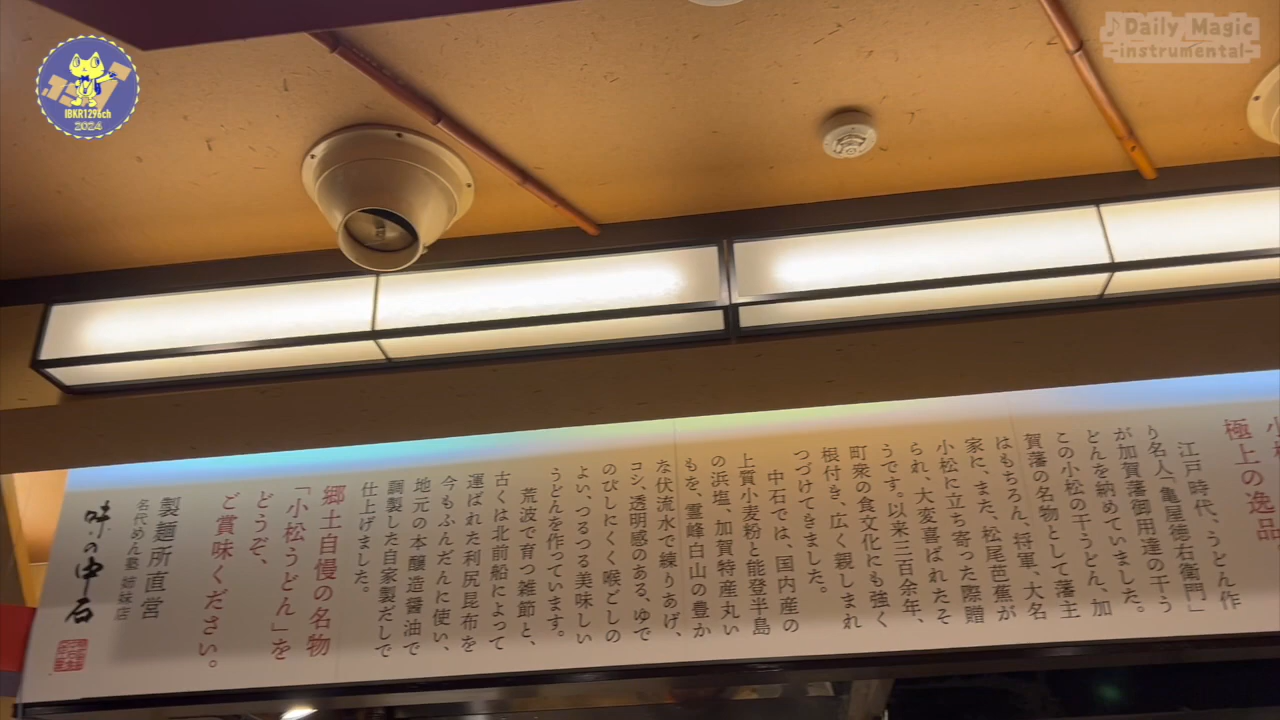 ♪Daily Magic
-instrumental-
IBKR1296ch
2024
極上の逸品
江戸時代、うどん作
り名人「亀屋徳右衛門」
が加賀藩御用達の干う
どんを納めていました。
この小松の干うどん、加
賀藩の名物として藩主
はもちろん、将軍、大名
家に、また、松尾芭蕉が
小松に立ち寄った際贈
られ、大変喜ばれたそ
うです。以来三百余年、
町衆の食文化にも強く
根付き、広く親しまれ
つづけてきました。
中石では、国内産の
上質小麦粉と能登半島
の浜塩、加賀特産丸い
もを、霊峰白山の豊か
な伏流水で練りあげ、
コシ、透明感のある、ゆで
のびしにくく喉ごしの
よい、つるつる美味しい
うどんを作っています。
荒波で育つ雑節と、
古くは北前船によって
運ばれた利尻昆布を
今もふんだんに使い、
地元の本醸造醤油で
調製した自家製だしで
仕上げました。
郷土自慢の名物
「小松うどん」を
どうぞ、
ご賞味ください。
製麺所直営
名代めん塾 姉妹店
味の中石